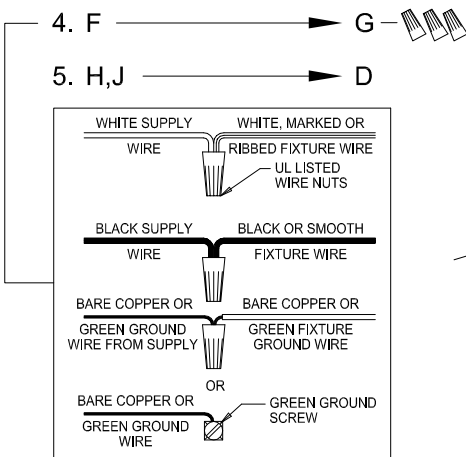 4. F G
5. H,J D
WHITE SUPPLY WHITE, MARKED OR
WIRE RIBBED FIXTURE WIRE
UL LISTED
WIRE NUTS
BLACK SUPPLY BLACK OR SMOOTH
WIRE FIXTURE WIRE
BARE COPPER OR BARE COPPER OR
GREEN GROUND GREEN FIXTURE
WIRE FROM SUPPLY GROUND WIRE
OR
BARE COPPER OR GREEN GROUND
GREEN GROUND SCREW
WIRE